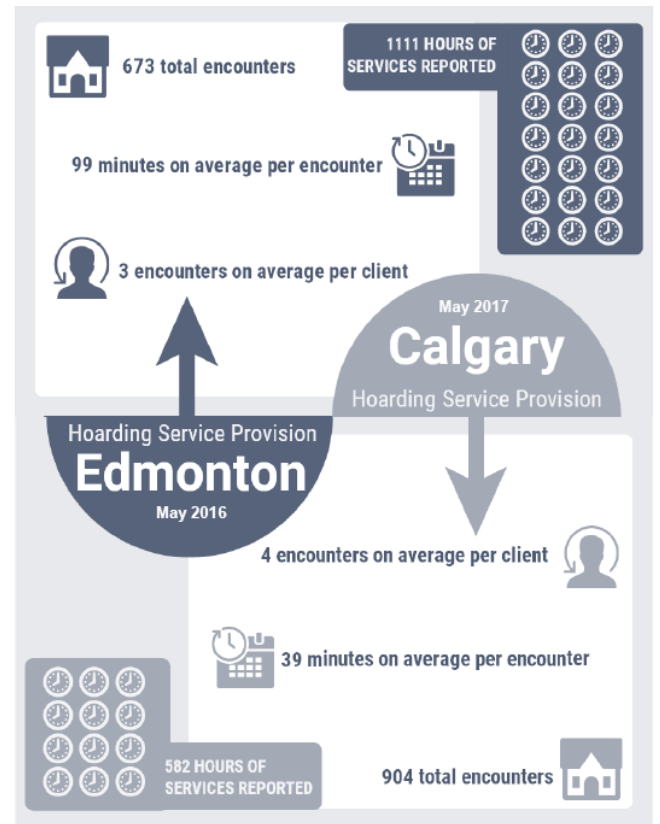 673 total encounters
1111 HOURS OF
SERVICES REPORTED
99 minutes on average per encounter
3 encounters on average per client
May 2017
Calgary
Hoarding Service Provision
Hoarding Service Provision
Edmonton
May 2016
4 encounters on average per client
39 minutes on average per encounter
582 HOURS OF
SERVICES REPORTED
904 total encounters